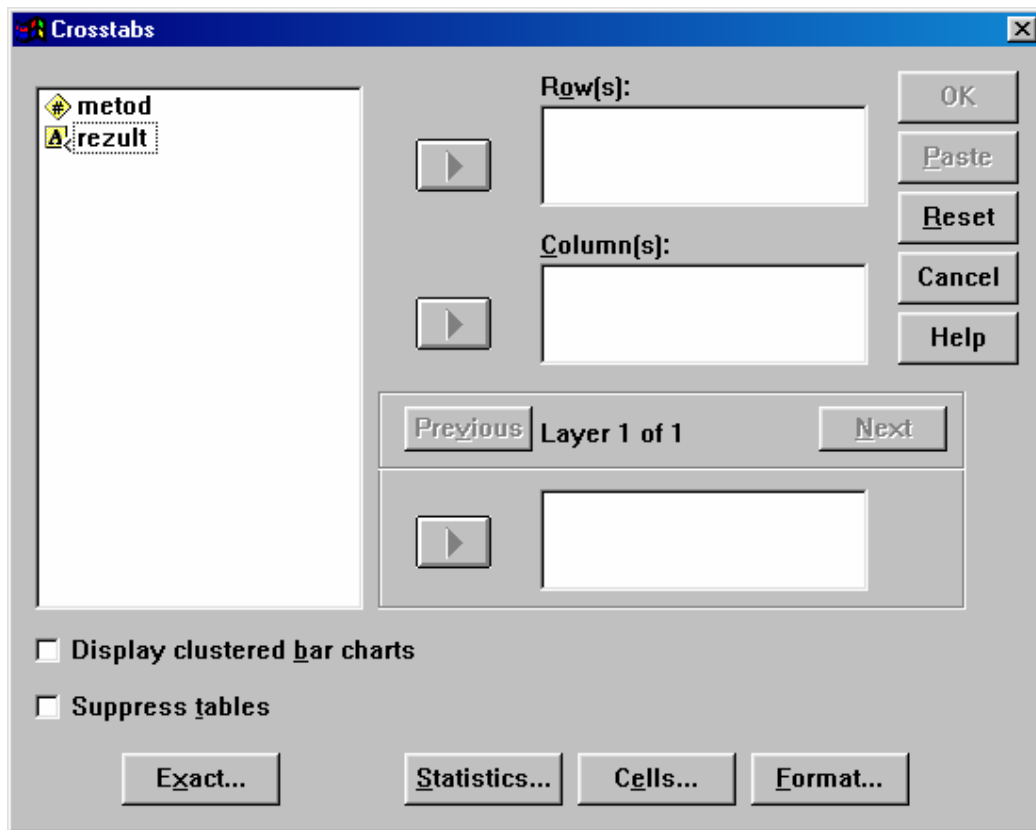 Crosstabs
# metod
A rezult
Row(s):
Column(s):
OK
Paste
Reset
Cancel
Help
Previous
Layer 1 of 1
Next
Display clustered bar charts
Suppress tables
Exact...
Statistics...
Cells...
Format...